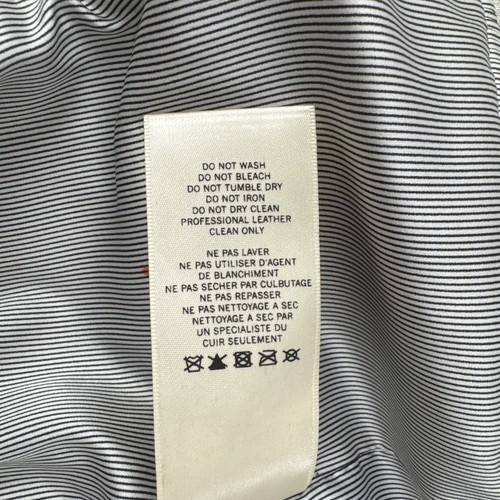 DO NOT WASH
DO NOT BLEACH
DO NOT TUMBLE DRY
DO NOT IRON
DO NOT DRY CLEAN
PROFESSIONAL LEATHER
CLEAN ONLY
NE PAS LAVER
NE PAS UTILISER D'AGENT
DE BLANCHIMENT
NE PAS SECHER PAR CULBUTAGE
NE PAS REPASSER
NE PAS NETTOYAGE A SEC
NETTOYAGE A SEC PAR
UN SPECIALISTE DU
CUIR SEULEMENT